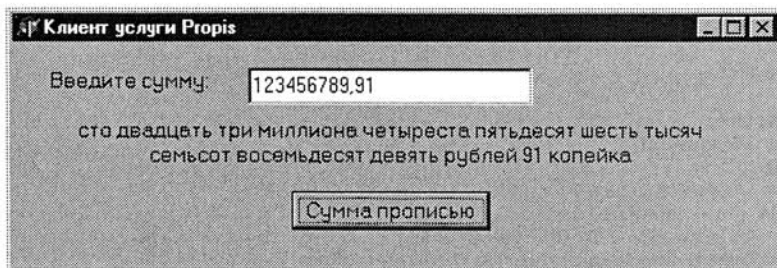 Клиент услуги Propis
Введите сумму: 123456789,91
сто двадцать три миллиона четыреста пятьдесят шесть тысяч
семьсот восемьдесят девять рублей 91 копейка
Сумма прописью